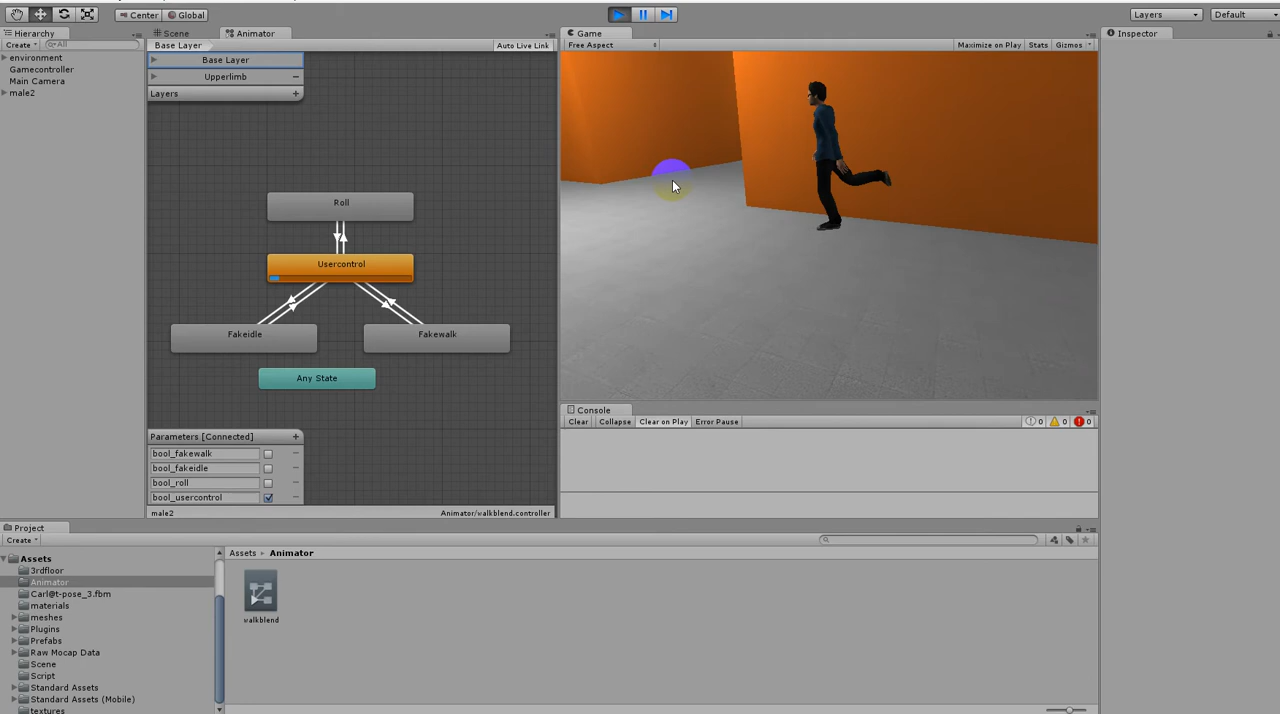 Center
Global
Layers
Default
Hierarchy
Scene
Animator
Game
Inspector
Create
All
Base Layer
Auto Live Link
Free Aspect
Maximize on Play
Stats
Gizmos
environment
Gamecontroller
Main Camera
male2
Base Layer
Upperlimb
Layers
Roll
Usercontrol
Fakeidle
Fakewalk
Any State
Parameters [Connected]
bool_fakewalk
bool_fakeidle
bool_roll
bool_usercontrol
male2
Animator/walkblend.controller
Console
Clear
Collapse
Clear on Play
Error Pause
0
0
0
Project
Create
Assets
3rdfloor
Animator
Carl@t-pose_3.fbm
materials
meshes
Plugins
Prefabs
Raw Mocap Data
Scene
Script
Standard Assets
Standard Assets (Mobile)
textures
Assets ▸ Animator
walkblend